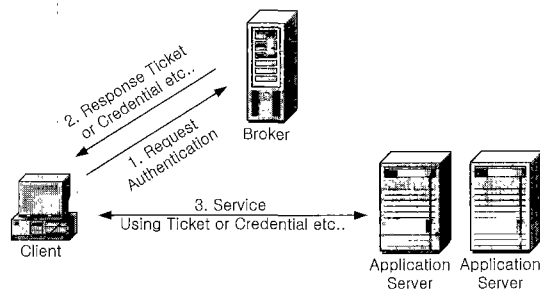 2. Response Ticket
or Credential etc..
1. Request
Authentication
Broker
3. Service
Using Ticket or Credential etc..
Client
Application
Server
Application
Server